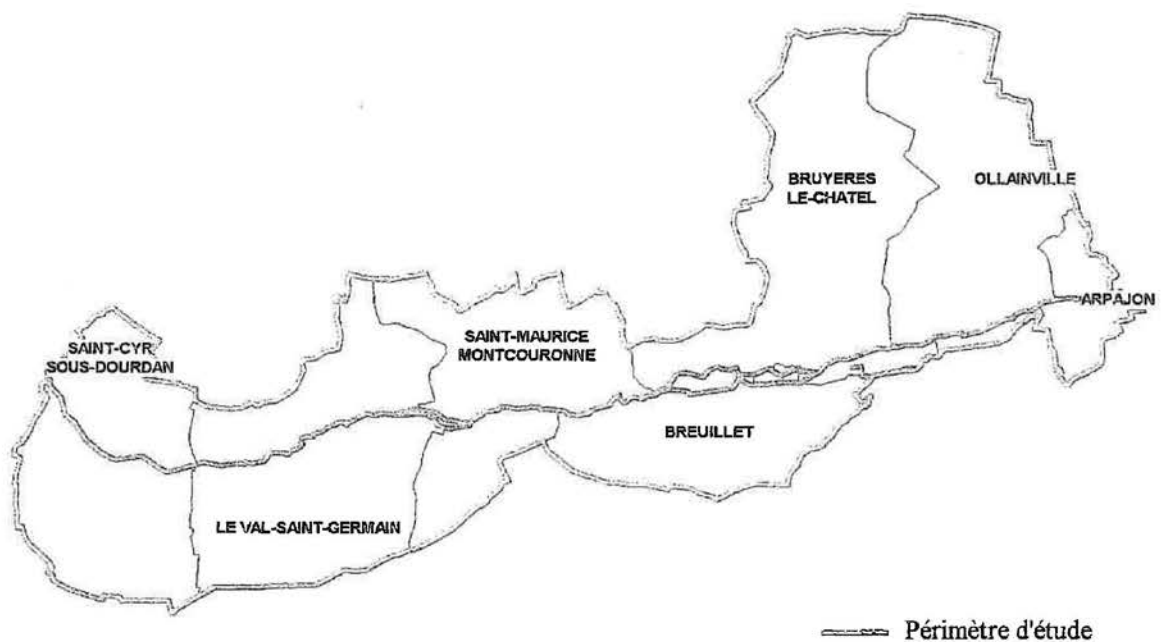 BRUYERES
LE-CHATEL
OLLAINVILLE
ARPAJON
SAINT-MAURICE
MONTCOURONNE
SAINT-CYR
SOUS-DOURDAN
BREUILLET
LE VAL-SAINT-GERMAIN
Périmètre d'étude